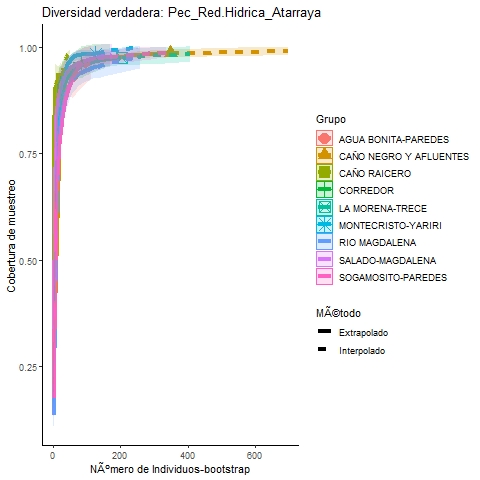 Diversidad verdadera: Pec_Red.Hidrica_Atarraya
1.00
0.75
0.50
0.25
Cobertura de muestreo
0
200
400
600
NÃºmero de Individuos-bootstrap
Grupo
AGUA BONITA-PAREDES
CAÑO NEGRO Y AFLUENTES
CAÑO RAICERO
CORREDOR
LA MORENA-TRECE
MONTECRISTO-YARIRI
RIO MAGDALENA
SALADO-MAGDALENA
SOGAMOSITO-PAREDES
MÃ©todo
Extrapolado
Interpolado